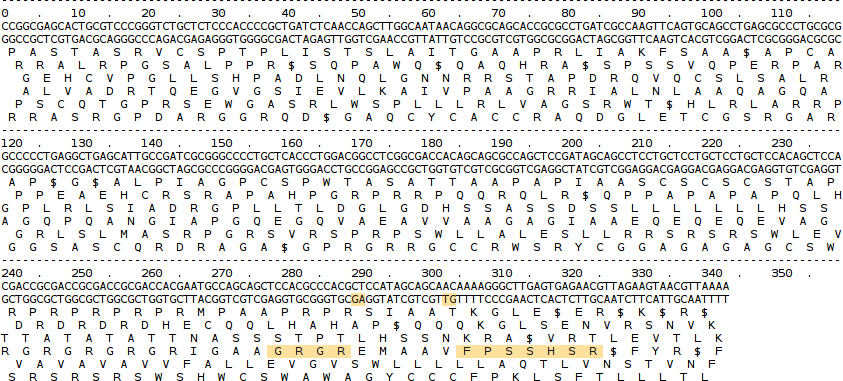 0 . 10 . 20 . 30 . 40 . 50 . 60 . 70 . 80 . 90 . 100 . 110 .
CCGGCGAGCACTGCGTCCCGGGTCTGCTCTCCCACCCCGCTGATCTCAACCAGCTTGGCAATAACAGGCGCAGCACCGCGCCTGATCGCCAAGTTCAGTGCAGCCTGAGCGCCCTGCGCG
GGCCGCTCGTGACGCAGGGCCCAGACGAGAGGGTGGGGCGACTAGAGTTGGTCGAACCGTTATTGTCCGCGTCGTGGCGCGGACTAGCGGTTCAAGTCACGTCGGACTCGCGGGACGCGC
P A S T A S R V C S P T P L I S T S L A I T G A A P R L I A K F S A A $ A P C A
R R A L R P G S A L P P R $ S Q P A W Q $ Q A Q H R A $ S P S S V Q P E R P A R
G E H C V P G L L S H P A D L N Q L G N N R R S T A P D R Q V Q C S L S A L R
A L V A D R T Q E G V G S I E V L K A I V P A A G R R I A L N L A A Q A G Q A
P S C Q T G P R S E W G A S R L W S P L L L R L V A G S R W T $ H L R L A R R P
R R A S R G P D A R G G R Q D $ G A Q C Y C A C C R A Q D G L E T C G S R G A R
120 . 130 . 140 . 150 . 160 . 170 . 180 . 190 . 200 . 210 . 220 . 230 .
GCCCCCTGAGGCTGAGCATTGCCGATCGCGGGCCCCTGCTCACCCTGGACGGCCTCGGCGACCACAGCAGCGCCAGCTCCGATAGCAGCCTCCTGCTCCTGCTCCTGCTCCACAGCTCCA
CGGGGGACTCCGACTCGTAACGGCTAGCGCCCGGGGACGAGTGGGACCTGCCGGAGCCGCTGGTGTCGTCGCGGTCGAGGCTATCGTCGGAGGACGAGGACGAGGACGAGGTGTCGAGGT
A P $ G $ A L P I A G P C S P W T A S A T T A A P A P I A A S C S C S C S T A P
P P E A E H C R S R A P A H P G R P R R P Q Q R Q L R $ Q P P A P A P A P Q L H
G P L R L S I A D R G P L L T L D G L G D H S S A S S D S S L L L L L L L H S S
A G Q P Q A N G I A P G Q E G Q V A E A V V A A G A G I A A E Q E Q E Q E V A G
G R L S L M A S R P G R S V R S P R P S W L L A L E S L L R R S R S R S W L E V
G G S A S C Q R D R A G A $ G P R G R R G C C R W S R Y C G G A G A G A G C S W
240 . 250 . 260 . 270 . 280 . 290 . 300 . 310 . 320 . 330 . 340 . 350 .
CGACCGCGACCGCGACCGCGACCACGAATGCCAGCAGCTCCACGCCCACGCTCCATAGCAGCAACAAAAGGGCTTGAGTGAGAACGTTAGAAGTAACGTTAAAA
GCTGGCGCTGGCGCTGGCGCTGGTGCTTACGGTCGTCGAGGTGCGGGTGCGAGGTATCGTCGTTGTTTTCCCGAACTCACTCTTGCAATCTTCATTGCAATTTT
R P R P R P R P R M P A A P R P R S I A A T K G L E $ E R $ K $ R $
D R D R D R D H E C Q Q L H A H A P $ Q Q Q K G L S E N V R S N V K
T T A T A T A T T N A S S S T P T L H S S N K R A $ V R T L E V T L K
R G R G R G R G R I G A A G R G R E M A A V F P S S H S R $ F Y R $ F
V A V A V A V V F A L L E V G V S W L L L L A Q T L V N S T V N F
S R S R S R S W S H W C S W A W A G Y C C C F P K L S F T L L L T L